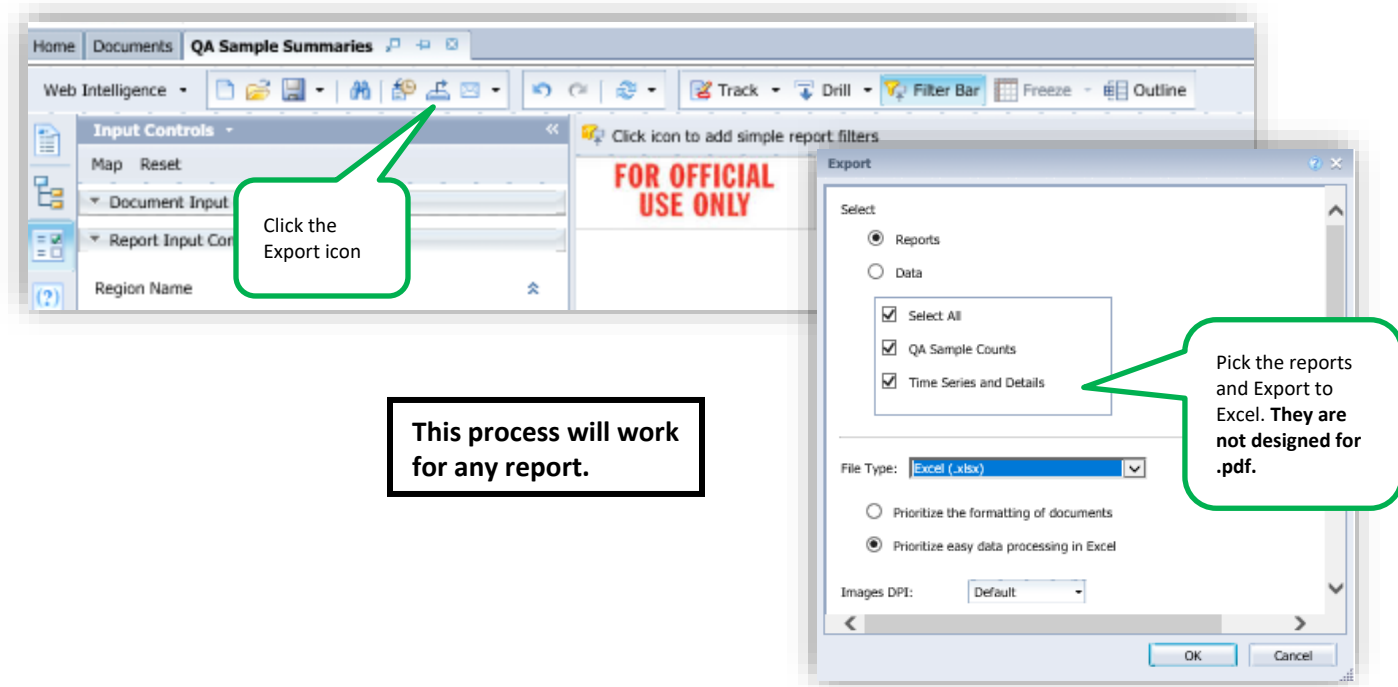 Home Documents QA Sample Summaries
Web Intelligence Track Drill Filter Bar Freeze Outline
Input Controls
Click icon to add simple report filters
Map Reset
FOR OFFICIAL
USE ONLY
Document Input
Report Input Con
Region Name
Click the
Export icon
Export
Select
Reports
Data
Select All
QA Sample Counts
Time Series and Details
Pick the reports
and Export to
Excel. They are
not designed for
.pdf.
This process will work
for any report.
File Type: Excel (.xlsx)
Prioritize the formatting of documents
Prioritize easy data processing in Excel
Images DPI: Default
OK Cancel